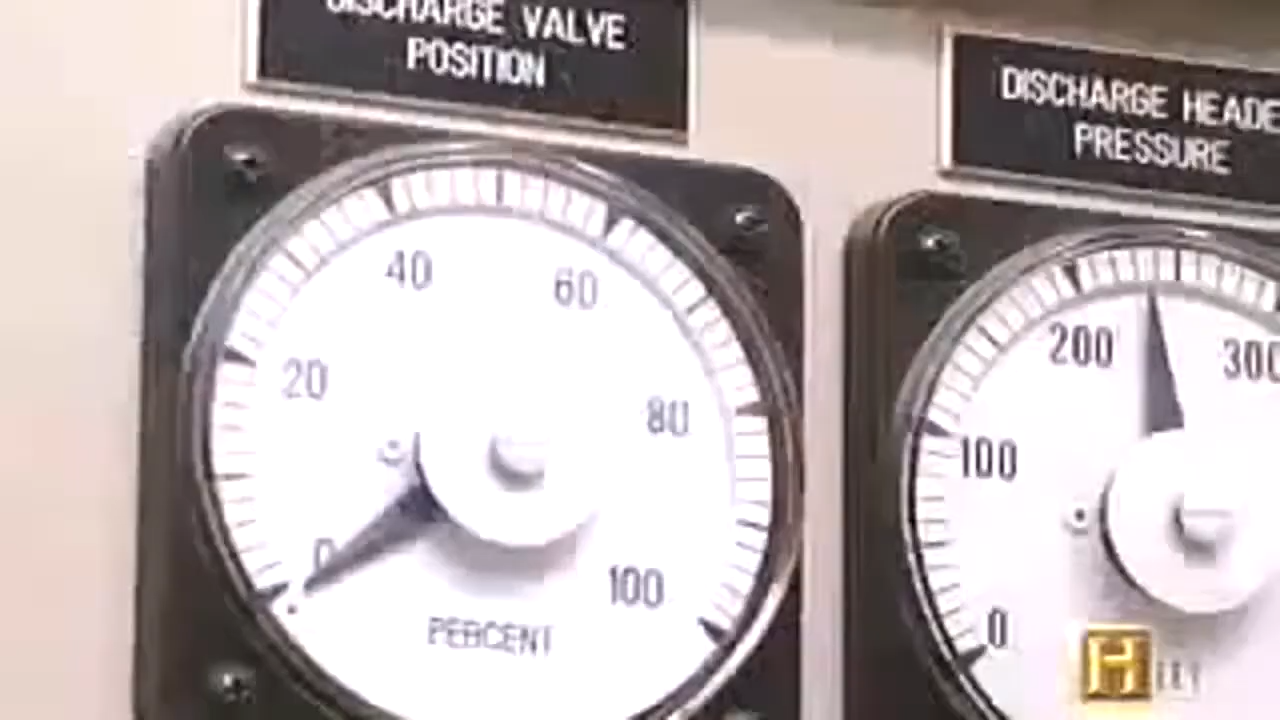 DISCHARGE VALVE
POSITION
DISCHARGE HEADE
PRESSURE
40
60
20
80
0
100
PERCENT
200
300
100
0
H